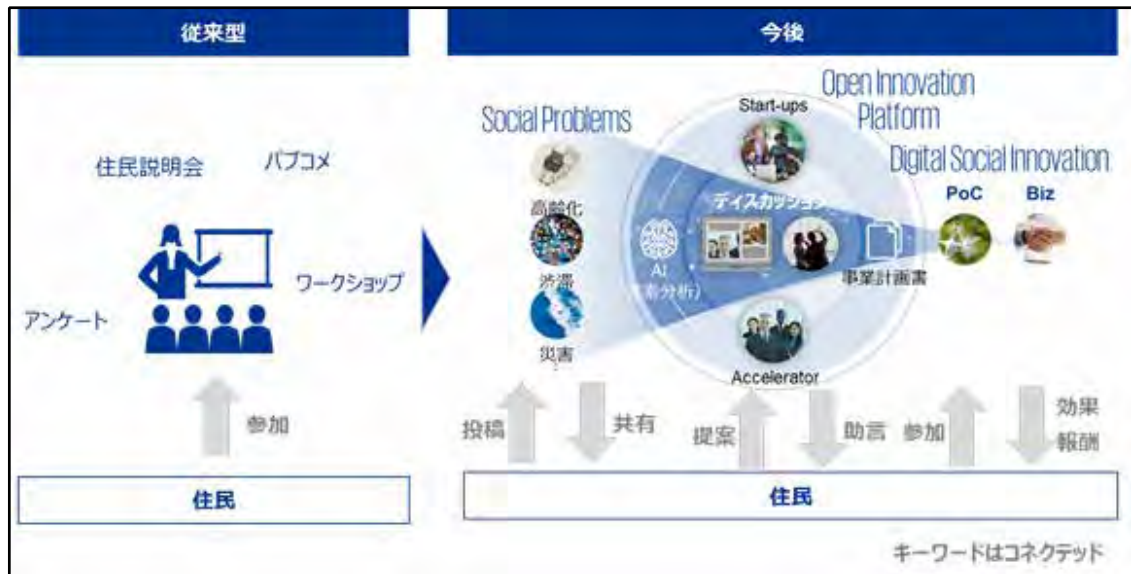 従来型
住民説明会
パブコメ
ワークショップ
アンケート
参加
住民
今後
Social Problems
高齢化
渋滞
災害
Open Innovation
Platform
Start-ups
ディスカッション
AI
分析)
事業計画書
Accelerator
Digital Social Innovation
PoC
Biz
投稿
共有
提案
助言
参加
効果
報酬
住民
キーワードはコネクテッド